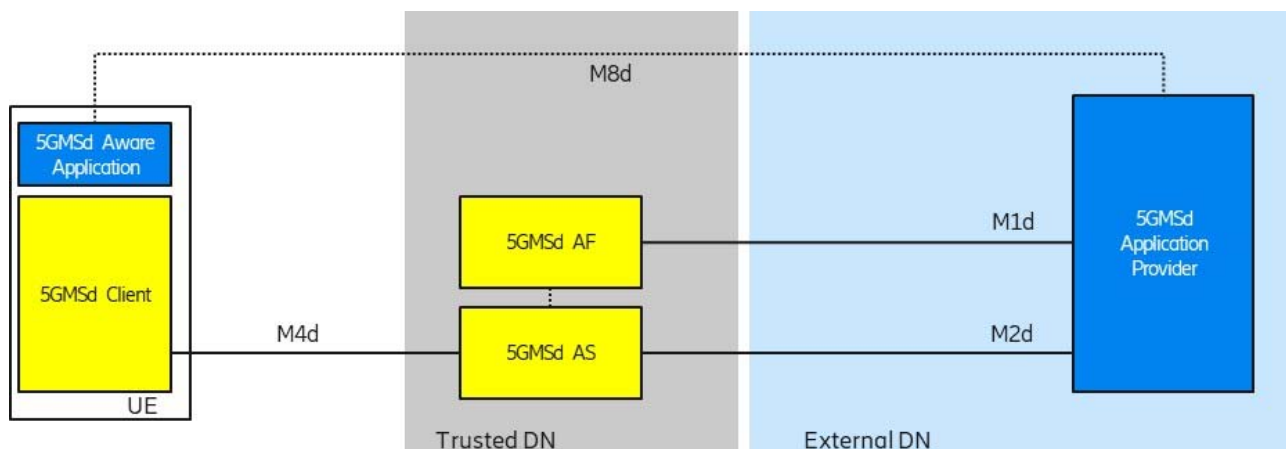 M8d
5GMSd Aware
Application
5GMSd AF
M1d
5GMSd
Application
Provider
5GMSd Client
M4d
5GMSd AS
M2d
UE
Trusted DN
External DN